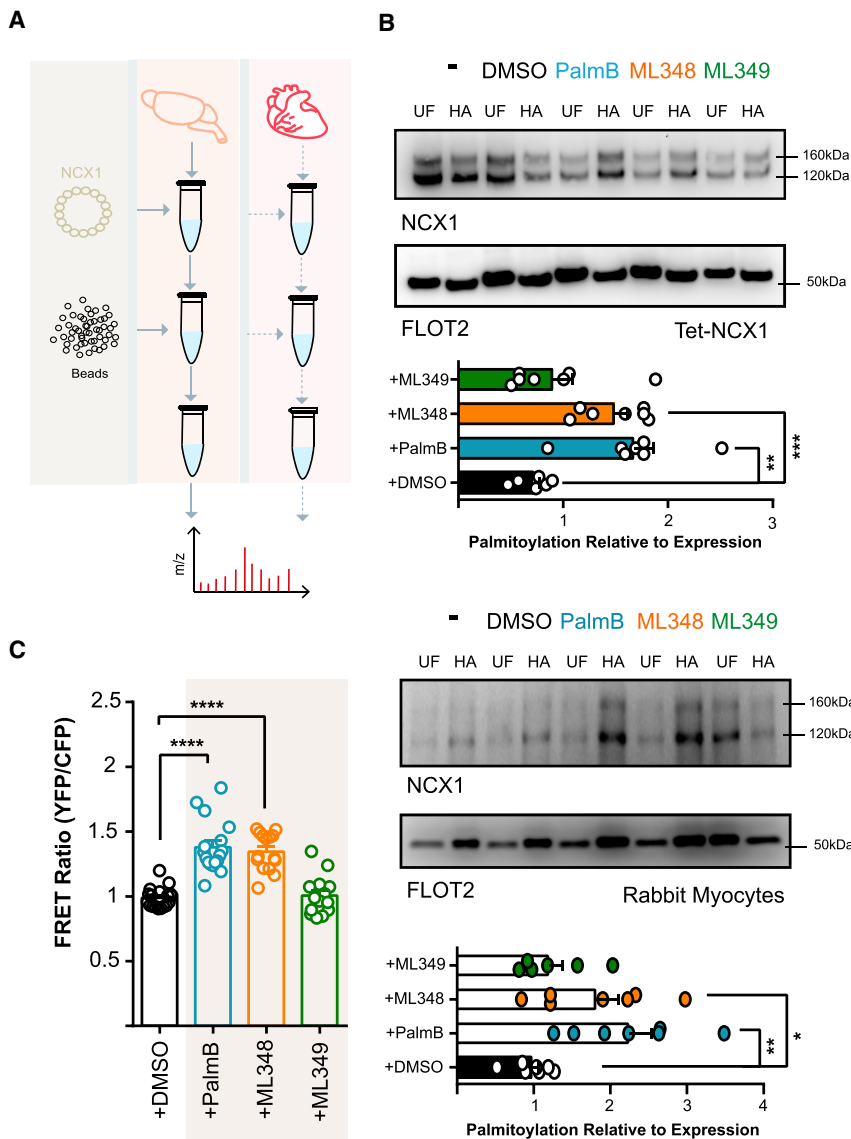 A
NCX1
Beads
m/z
B
- DMSO PalmB ML348 ML349
UF HA UF HA UF HA UF HA UF HA
160kDa
120kDa
NCX1
50kDa
FLOT2 Tet-NCX1
+ML349
+ML348
+PalmB
+DMSO
** ***
1 2 3
Palmitoylation Relative to Expression
- DMSO PalmB ML348 ML349
UF HA UF HA UF HA UF HA UF HA
160kDa
120kDa
NCX1
50kDa
FLOT2 Rabbit Myocytes
+ML349
+ML348
+PalmB
+DMSO
** *
1 2 3 4
Palmitoylation Relative to Expression
C
FRET Ratio (YFP/CFP)
2.5
2
1.5
1
0.5
****
****
+DMSO +PalmB +ML348 +ML349